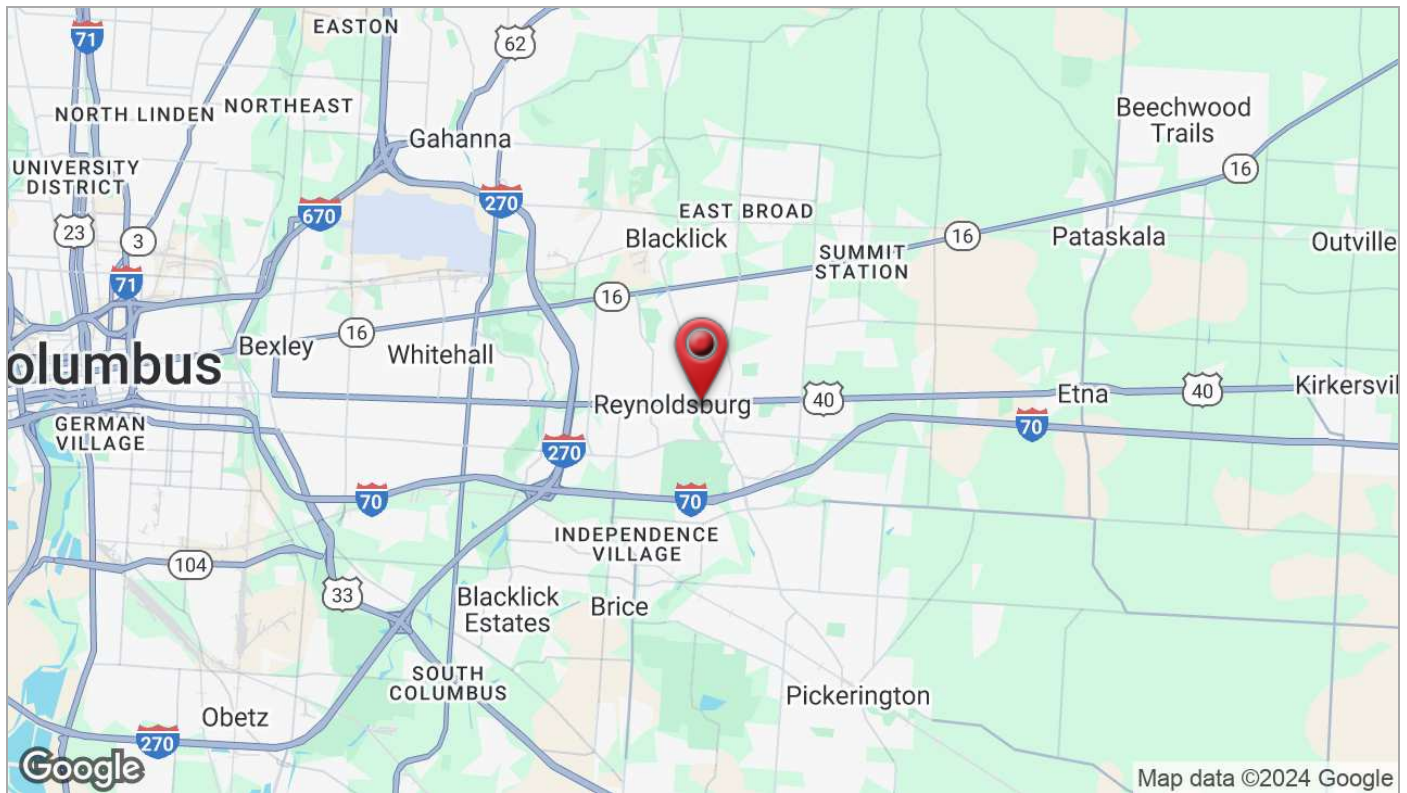 EASTON
71
62
NORTH LINDEN
NORTHEAST
Gahanna
Beechwood
Trails
UNIVERSITY
DISTRICT
16
670
270
23
3
EAST BROAD
Blacklick
SUMMIT
STATION
16
Pataskala
Outville
71
16
16
olumbus
Bexley
Whitehall
Reynoldsburg
40
Etna
40
Kirkersvil
GERMAN
VILLAGE
70
270
70
70
INDEPENDENCE
VILLAGE
104
33
Blacklick
Estates
Brice
SOUTH
COLUMBUS
Pickerington
Obetz
270
Google
Map data ©2024 Google